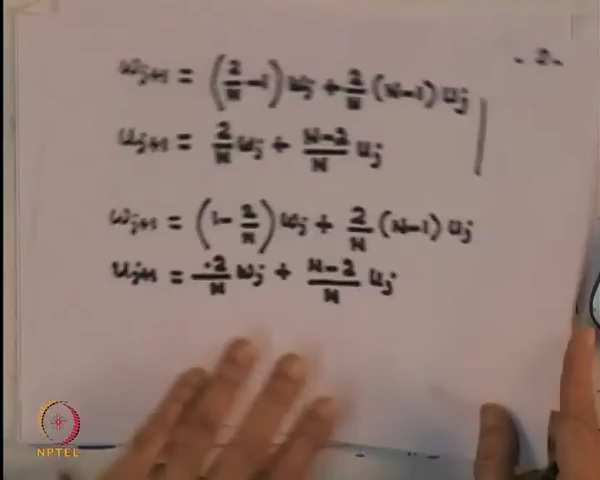 - 2 -
w_{j+1} = (2/N - 1) w_j + 2/N (N-1) u_j
u_{j+1} = 2/N w_j + N-2/N u_j
w_{j+1} = (1 - 2/N) w_j + 2/N (N-1) u_j
u_{j+1} = -2/N w_j + N-2/N u_j
NPTEL